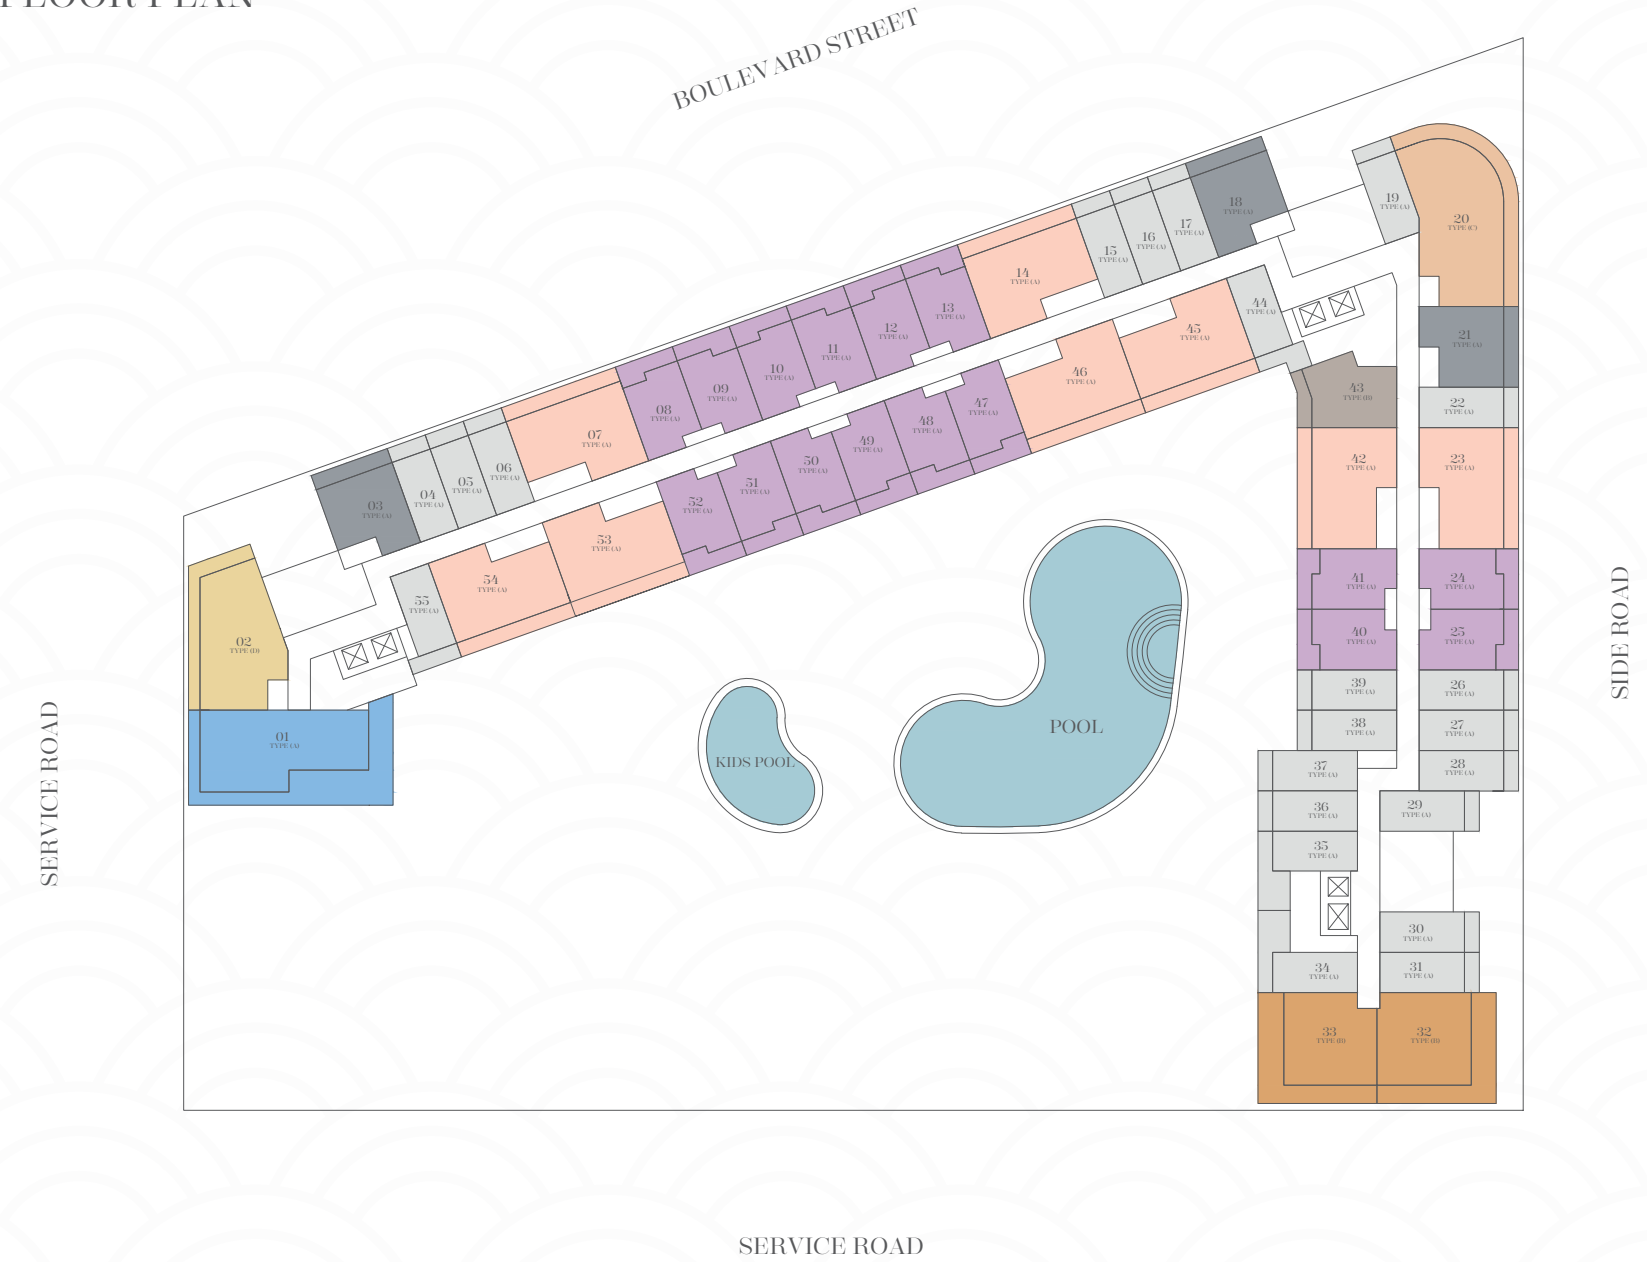 FLOOR PLAN
BOULEVARD STREET
SERVICE ROAD
SIDE ROAD
SERVICE ROAD
POOL
KIDS POOL
01
TYPE (A)
02
TYPE (D)
03
TYPE (A)
04
TYPE (A)
05
TYPE (A)
06
TYPE (A)
07
TYPE (A)
08
TYPE (A)
09
TYPE (A)
10
TYPE (A)
11
TYPE (A)
12
TYPE (A)
13
TYPE (A)
14
TYPE (A)
15
TYPE (A)
16
TYPE (A)
17
TYPE (A)
18
TYPE (A)
19
TYPE (A)
20
TYPE (C)
21
TYPE (A)
22
TYPE (A)
23
TYPE (A)
24
TYPE (A)
25
TYPE (A)
26
TYPE (A)
27
TYPE (A)
28
TYPE (A)
29
TYPE (A)
30
TYPE (A)
31
TYPE (A)
32
TYPE (B)
33
TYPE (B)
34
TYPE (A)
35
TYPE (A)
36
TYPE (A)
37
TYPE (A)
38
TYPE (A)
39
TYPE (A)
40
TYPE (A)
41
TYPE (A)
42
TYPE (A)
43
TYPE (B)
44
TYPE (A)
45
TYPE (A)
46
TYPE (A)
47
TYPE (A)
48
TYPE (A)
49
TYPE (A)
50
TYPE (A)
51
TYPE (A)
52
TYPE (A)
53
TYPE (A)
54
TYPE (A)
55
TYPE (A)